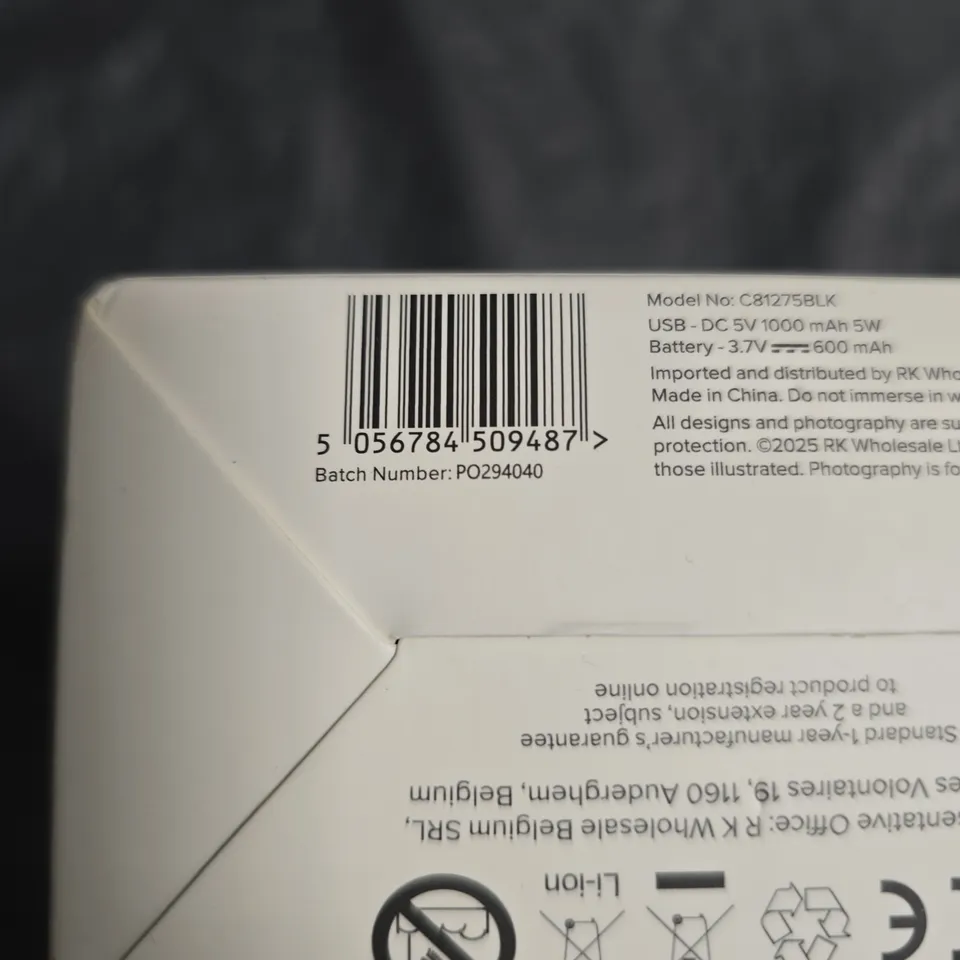 5 056784 509487 >
Batch Number: PO294040
Model No: C81275BLK
USB - DC 5V 1000 mAh 5W
Battery - 3.7V ⎓ 600 mAh
Imported and distributed by RK
Made in China. Do not immerse in
All designs and photography are
protection. ©2025 RK Wholesale
those illustrated. Photography is
Li-ion
Office: R K Wholesale Belgium SRL,
Volontaires 19, 1160 Auderghem, Belgium
Standard 1-year manufacturer's guarantee
and a 2 year extension, subject
to product registration online
CE